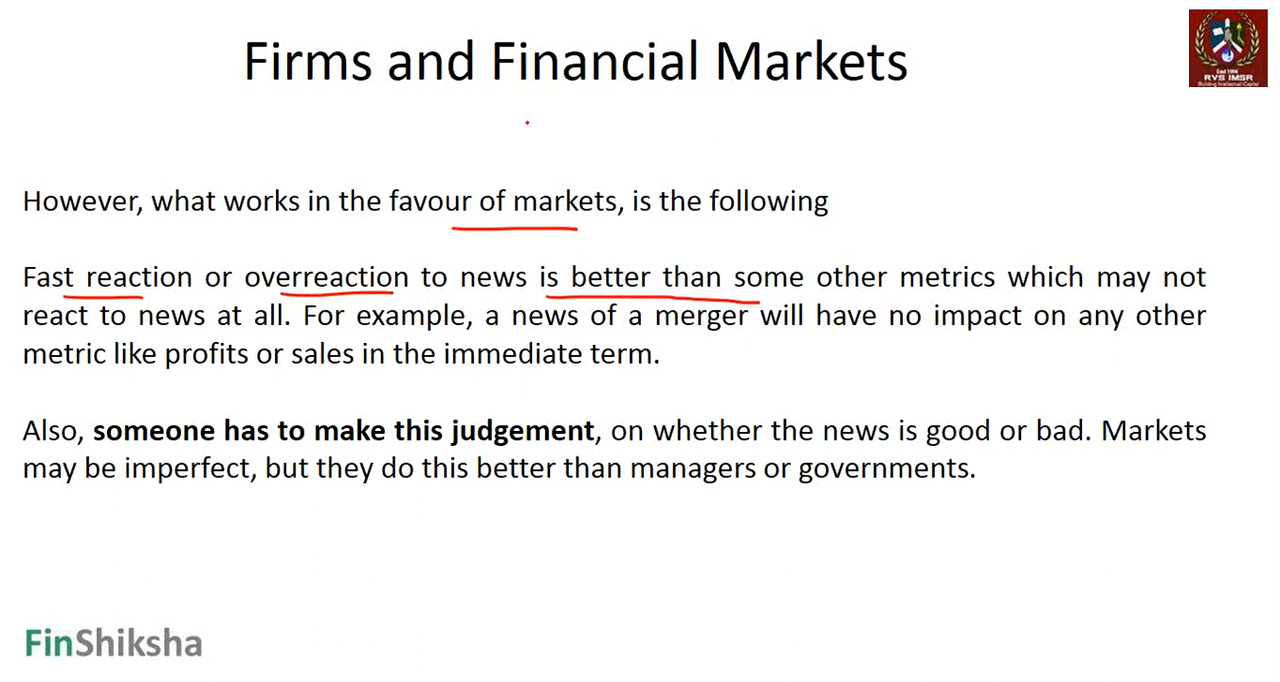 Firms and Financial Markets
Estd 1994
RVS IMSR
Building Intellectual Capital
However, what works in the favour of markets, is the following
Fast reaction or overreaction to news is better than some other metrics which may not
react to news at all. For example, a news of a merger will have no impact on any other
metric like profits or sales in the immediate term.
Also, someone has to make this judgement, on whether the news is good or bad. Markets
may be imperfect, but they do this better than managers or governments.
FinShiksha